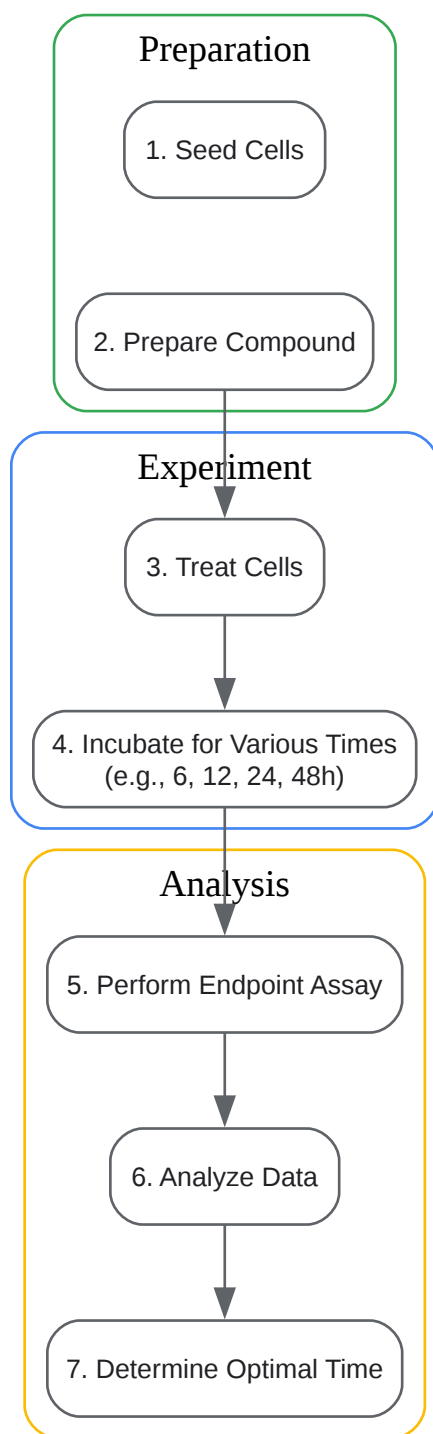 Preparation
1. Seed Cells
2. Prepare Compound
Experiment
3. Treat Cells
4. Incubate for Various Times
(e.g., 6, 12, 24, 48h)
Analysis
5. Perform Endpoint Assay
6. Analyze Data
7. Determine Optimal Time